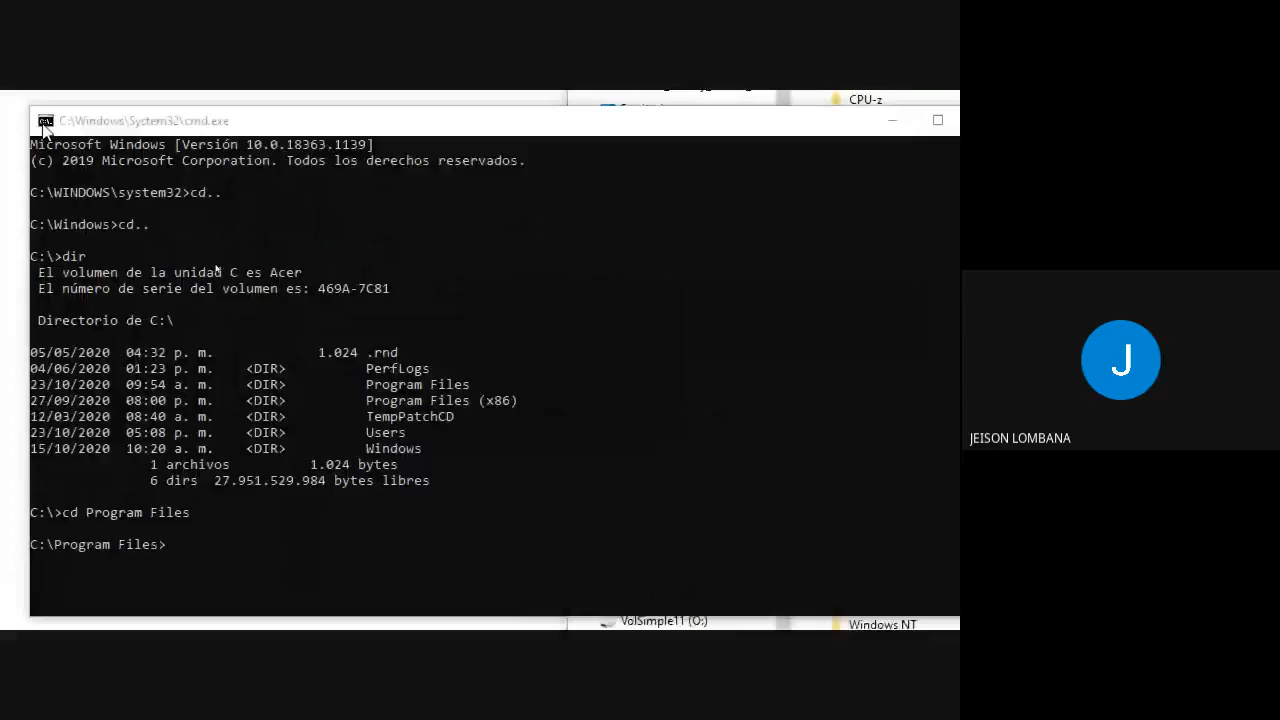 CPU-z
C:\Windows\System32\cmd.exe
Microsoft Windows [Versión 10.0.18363.1139]
(c) 2019 Microsoft Corporation. Todos los derechos reservados.
C:\WINDOWS\system32>cd..
C:\Windows>cd..
C:\>dir
El volumen de la unidad C es Acer
El número de serie del volumen es: 469A-7C81
Directorio de C:\
05/05/2020 04:32 p. m. 1.024 .rnd
04/06/2020 01:23 p. m. <DIR> PerfLogs
23/10/2020 09:54 a. m. <DIR> Program Files
27/09/2020 08:00 p. m. <DIR> Program Files (x86)
12/03/2020 08:40 a. m. <DIR> TempPatchCD
23/10/2020 05:08 p. m. <DIR> Users
15/10/2020 10:20 a. m. <DIR> Windows
1 archivos 1.024 bytes
6 dirs 27.951.529.984 bytes libres
C:\>cd Program Files
C:\Program Files>
VolSimple11 (O:)
Windows NT
J
JEISON LOMBANA